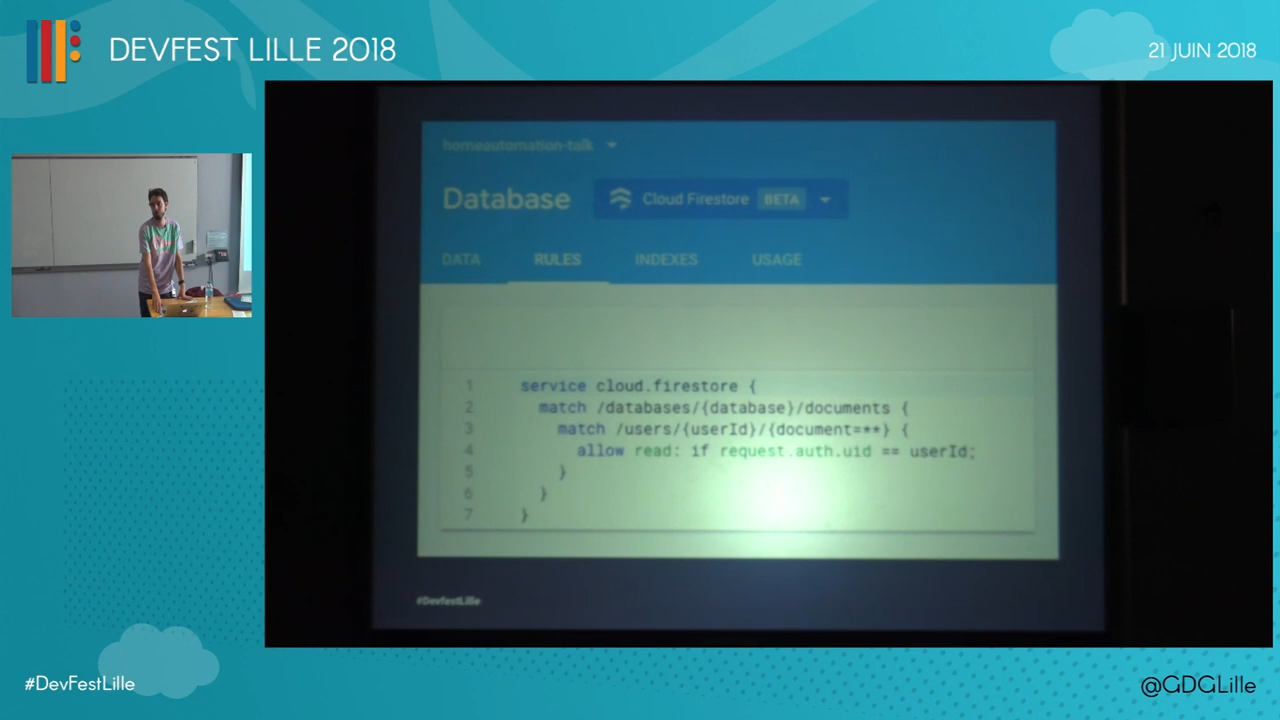 DEVFEST LILLE 2018
21 JUIN 2018
homeautomation-talk
Database
Cloud Firestore BETA
DATA RULES INDEXES USAGE
1 service cloud.firestore {
2 match /databases/{database}/documents {
3 match /users/{userId}/{document=**} {
4 allow read: if request.auth.uid == userId;
5 }
6 }
7 }
#DevfestLille
#DevFestLille
@GDGLille